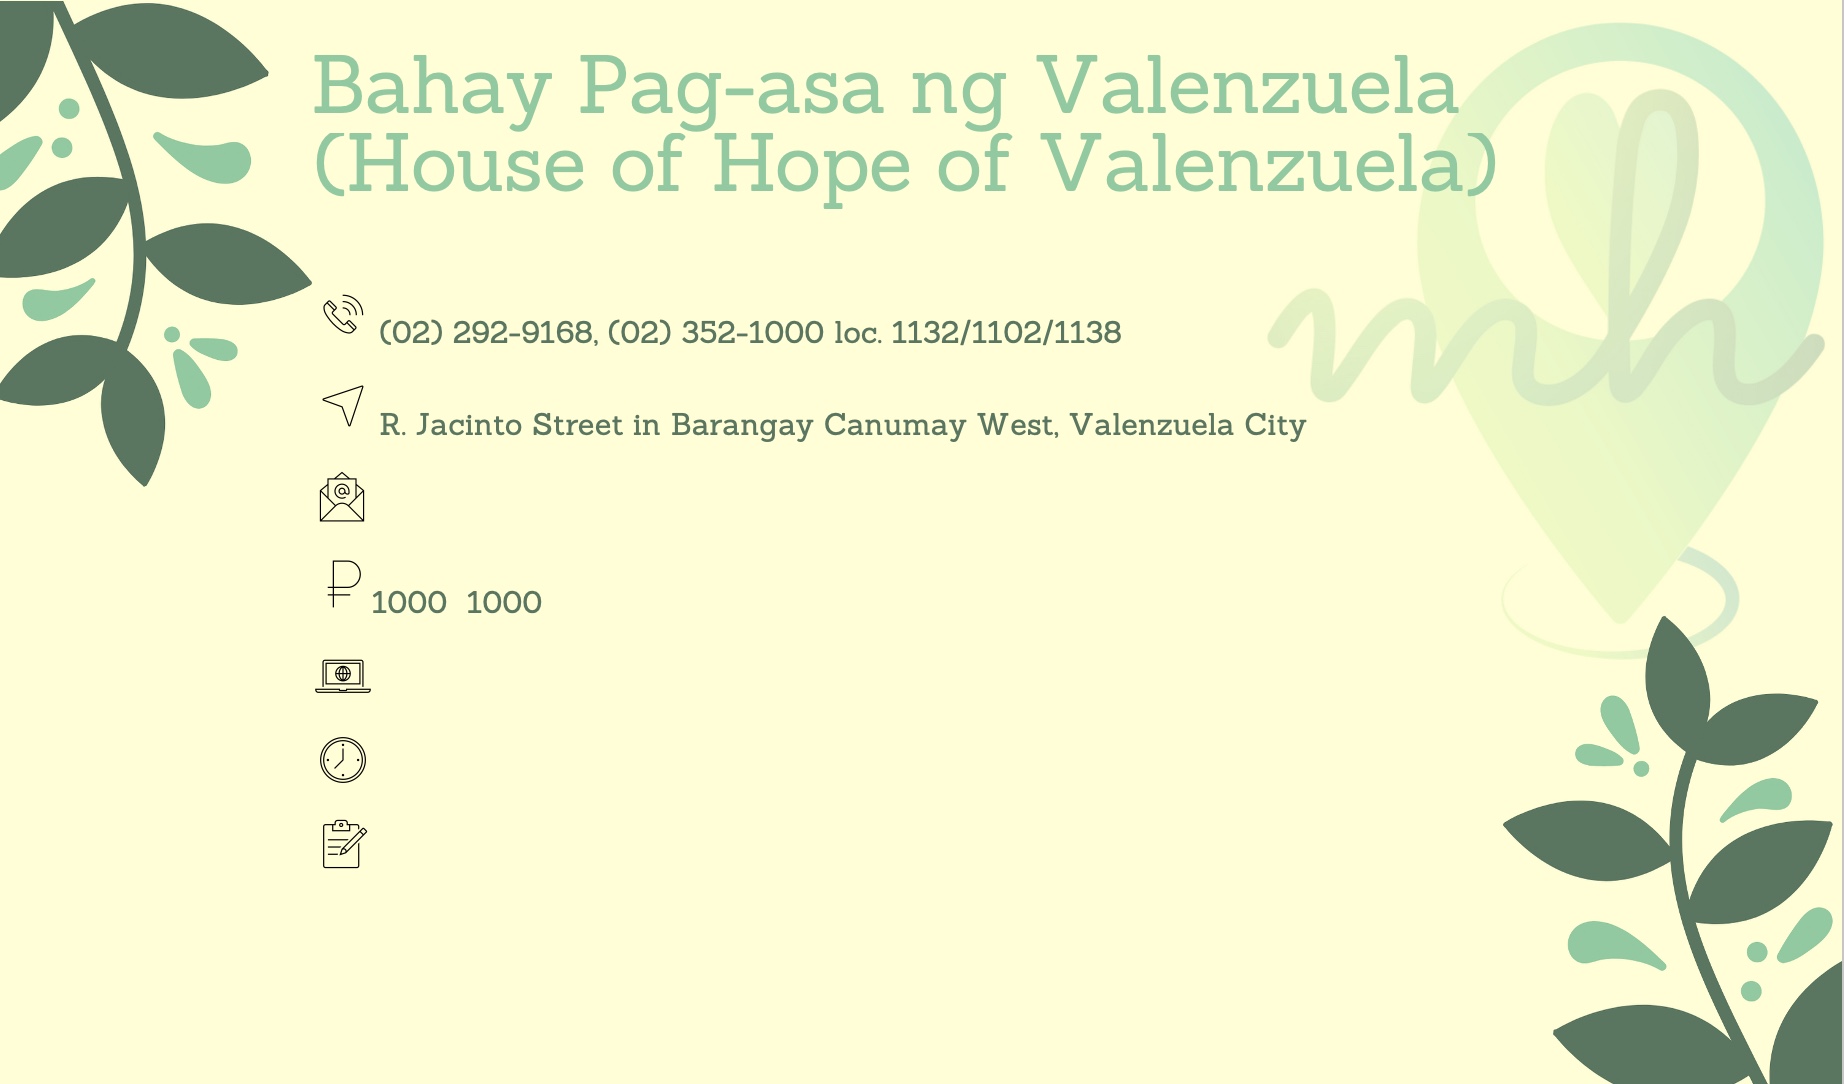 Bahay Pag-asa ng Valenzuela
(House of Hope of Valenzuela)
mh
(02) 292-9168, (02) 352-1000 loc. 1132/1102/1138
R. Jacinto Street in Barangay Canumay West, Valenzuela City
@
1000  1000